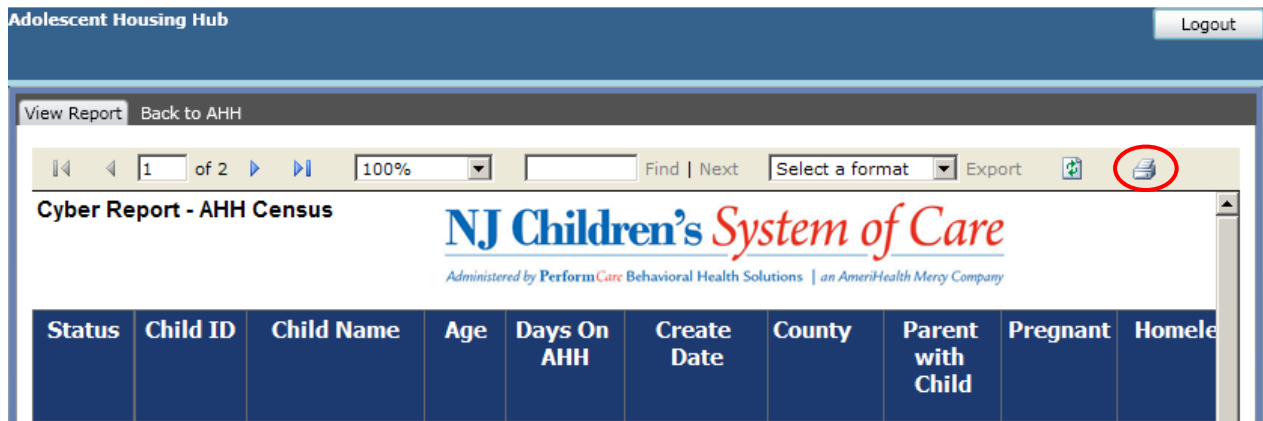 Adolescent Housing Hub
Logout
View Report Back to AHH
1 of 2 100% Find | Next Select a format Export
Cyber Report - AHH Census
NJ Children's System of Care
Administered by PerformCare Behavioral Health Solutions | an AmeriHealth Mercy Company
Status Child ID Child Name Age Days On Create County Parent Pregnant Homele
AHH Date with
Child